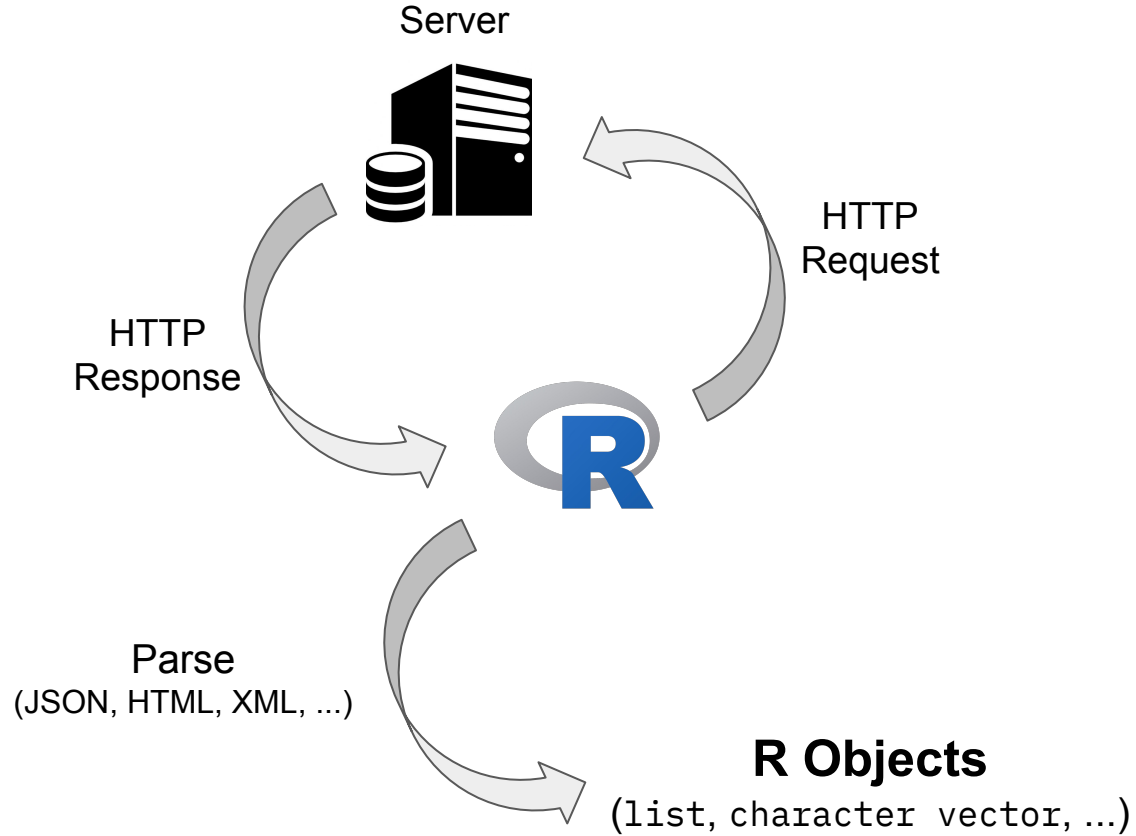 Server
HTTP
Request
HTTP
Response
R
Parse
(JSON, HTML, XML, ...)
R Objects
(list, character vector, ...)